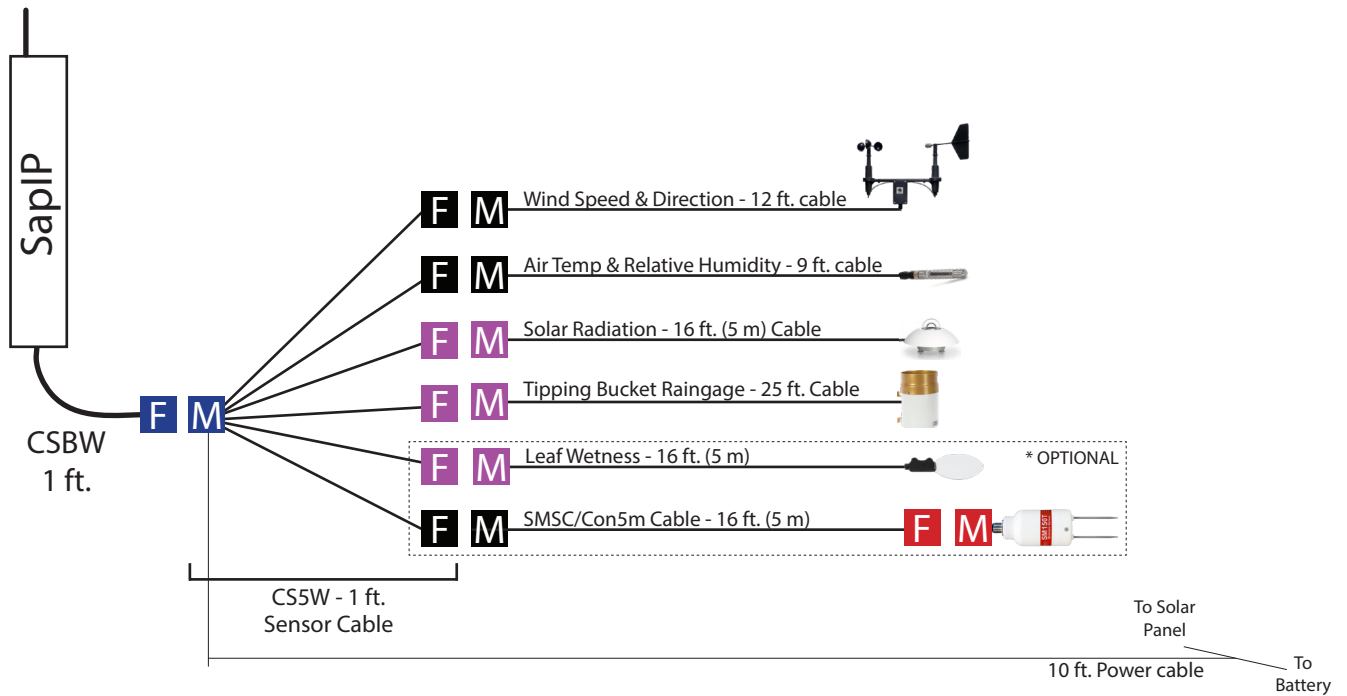 SapIP
F M Wind Speed & Direction - 12 ft. cable
F M Air Temp & Relative Humidity - 9 ft. cable
F M Solar Radiation - 16 ft. (5 m) Cable
F M Tipping Bucket Raingage - 25 ft. Cable
F M
CSBW
1 ft.
F M Leaf Wetness - 16 ft. (5 m)
* OPTIONAL
F M SMSC/Con5m Cable - 16 ft. (5 m)
F M SM150T
CS5W - 1 ft.
Sensor Cable
To Solar
Panel
10 ft. Power cable
To
Battery